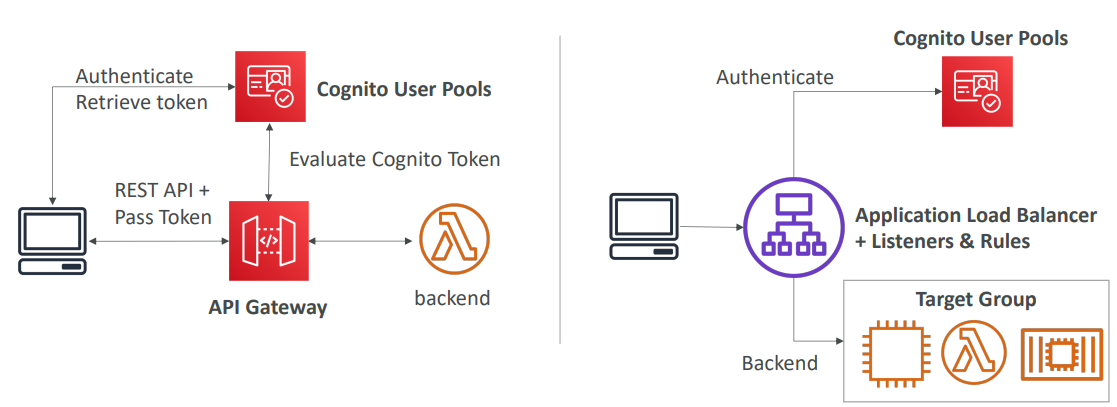 Authenticate
Retrieve token
Cognito User Pools
Evaluate Cognito Token
REST API +
Pass Token
API Gateway
backend
Cognito User Pools
Authenticate
Application Load Balancer
+ Listeners & Rules
Target Group
Backend